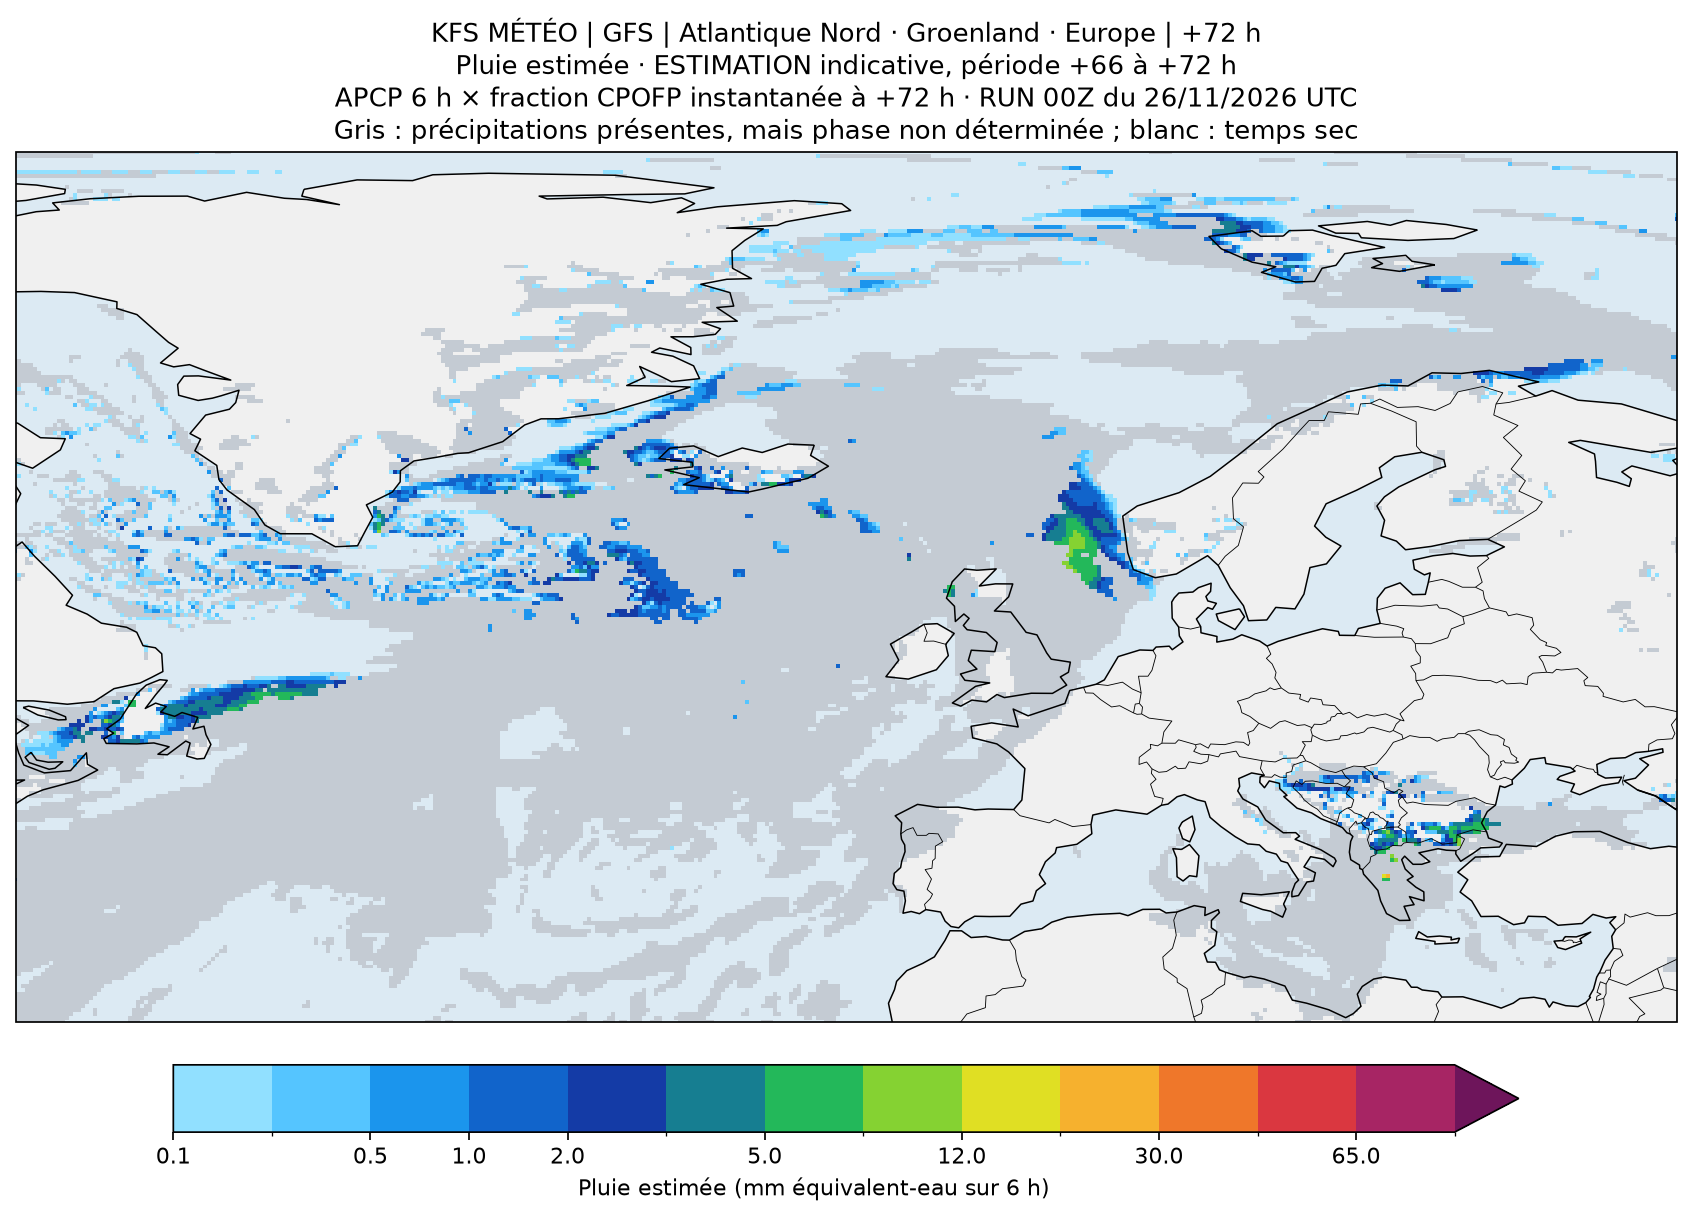 KFS MÉTÉO | GFS | Atlantique Nord · Groenland · Europe | +72 h
Pluie estimée · ESTIMATION indicative, période +66 à +72 h
APCP 6 h × fraction CPOFP instantanée à +72 h · RUN 00Z du 26/11/2026 UTC
Gris : précipitations présentes, mais phase non déterminée ; blanc : temps sec
0.1 0.5 1.0 2.0 5.0 12.0 30.0 65.0
Pluie estimée (mm équivalent-eau sur 6 h)